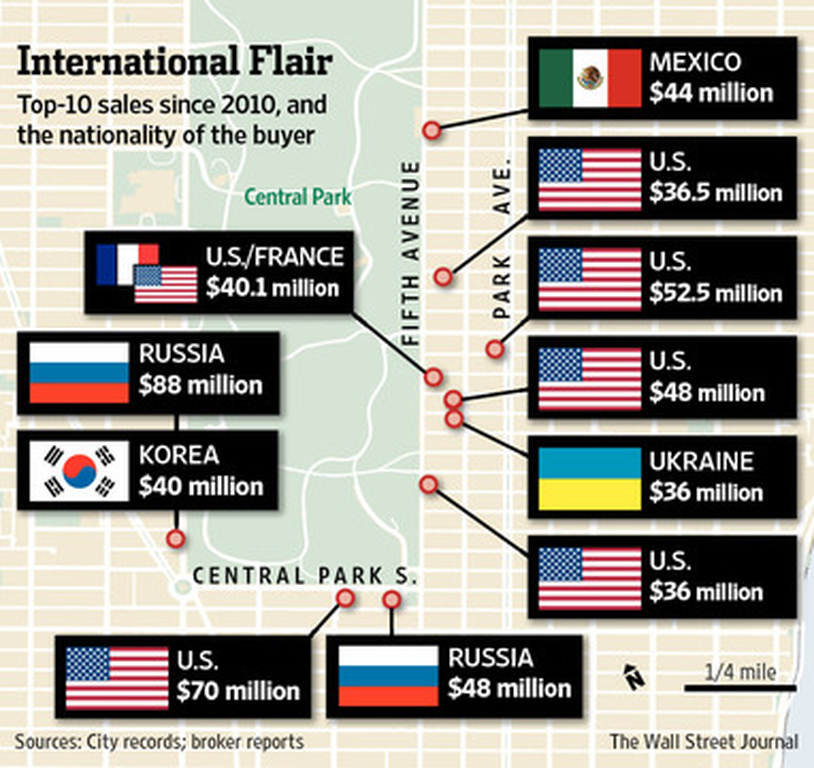 International Flair
Top-10 sales since 2010, and
the nationality of the buyer
Central Park
FIFTH AVENUE
PARK AVE.
MEXICO
$44 million
U.S.
$36.5 million
U.S.
$52.5 million
U.S.
$48 million
UKRAINE
$36 million
U.S.
$36 million
U.S./FRANCE
$40.1 million
RUSSIA
$88 million
KOREA
$40 million
CENTRAL PARK S.
U.S.
$70 million
RUSSIA
$48 million
N
1/4 mile
Sources: City records; broker reports
The Wall Street Journal